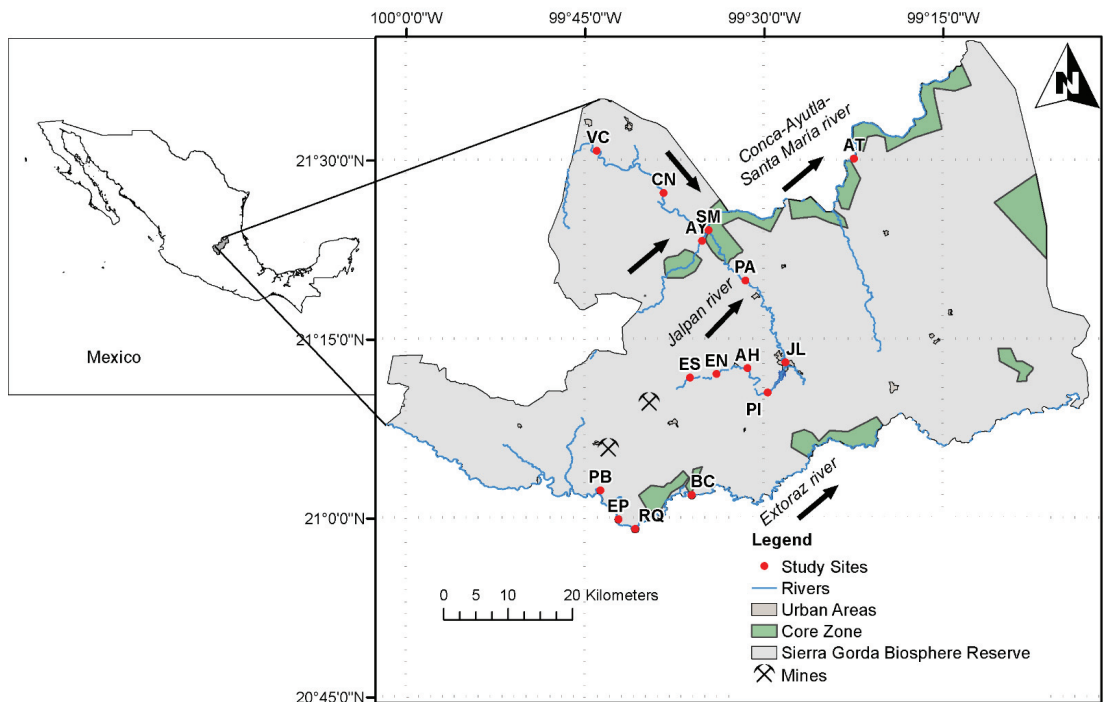 100°0'0"W 99°45'0"W 99°30'0"W 99°15'0"W
N
VC
Conca-Ayutla-
Santa Maria river
AT
21°30'0"N
CN
SM
AY
PA
Jalpan river
21°15'0"N
Mexico
ES EN AH JL
PI
PB
BC
EP RQ
Extoraz river
21°0'0"N
Legend
Study Sites
Rivers
Urban Areas
Core Zone
Sierra Gorda Biosphere Reserve
Mines
0 5 10 20 Kilometers
20°45'0"N